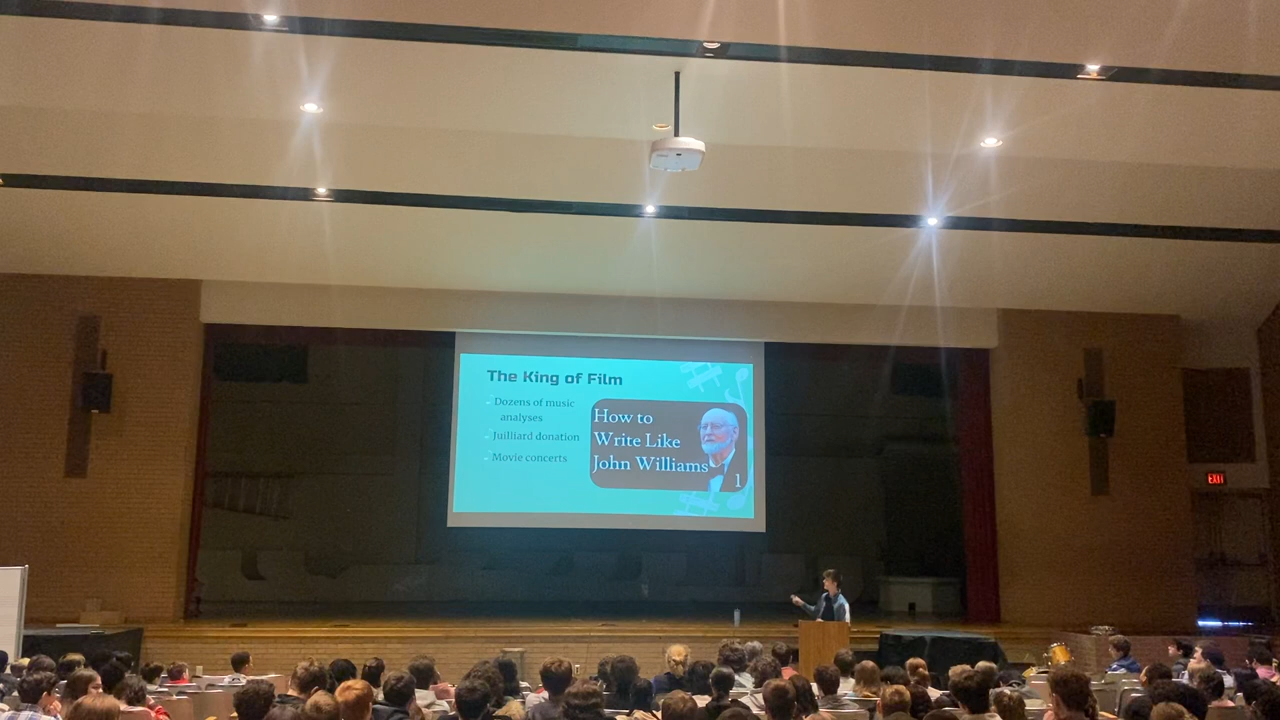 The King of Film
Dozens of music
analyses
Juilliard donation
Movie concerts
How to
Write Like
John Williams
1
EXIT